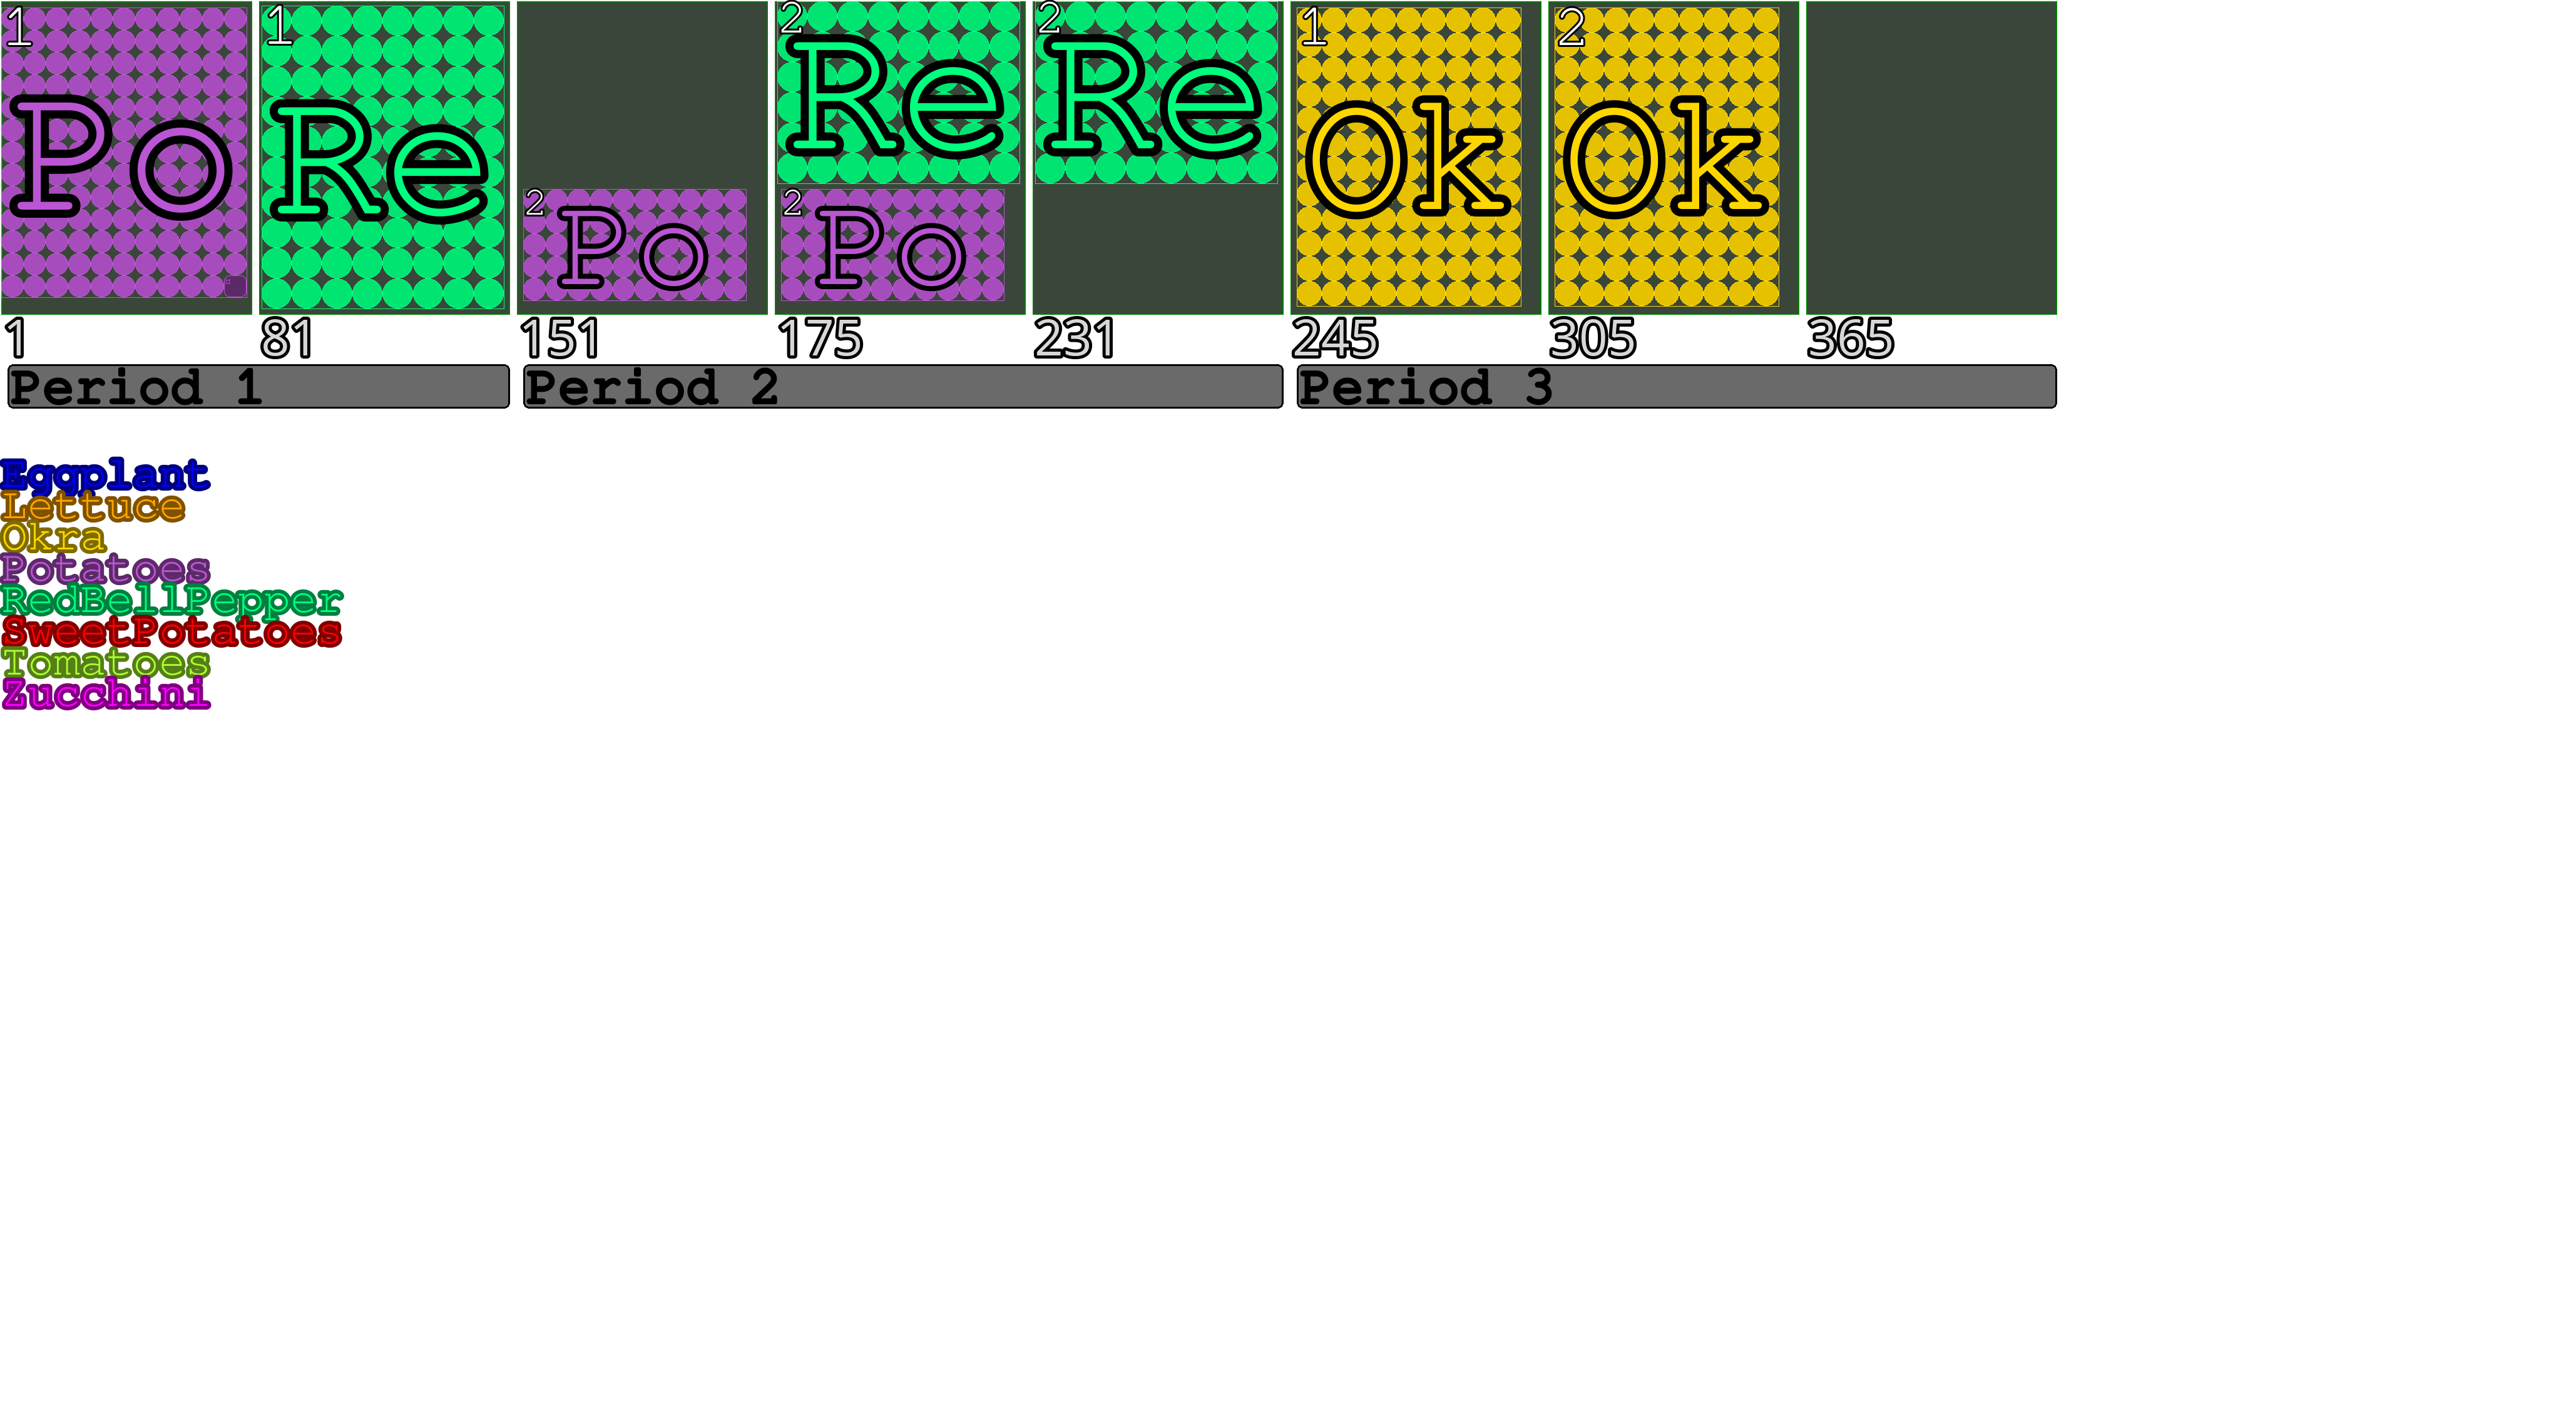 1 1 2 2 1 2
Po Re Re Re Ok Ok
2 2
Po Po
1 81 151 175 231 245 305 365
Period 1 Period 2 Period 3
Eggplant
Lettuce
Okra
Potatoes
RedBellPepper
SweetPotatoes
Tomatoes
Zucchini